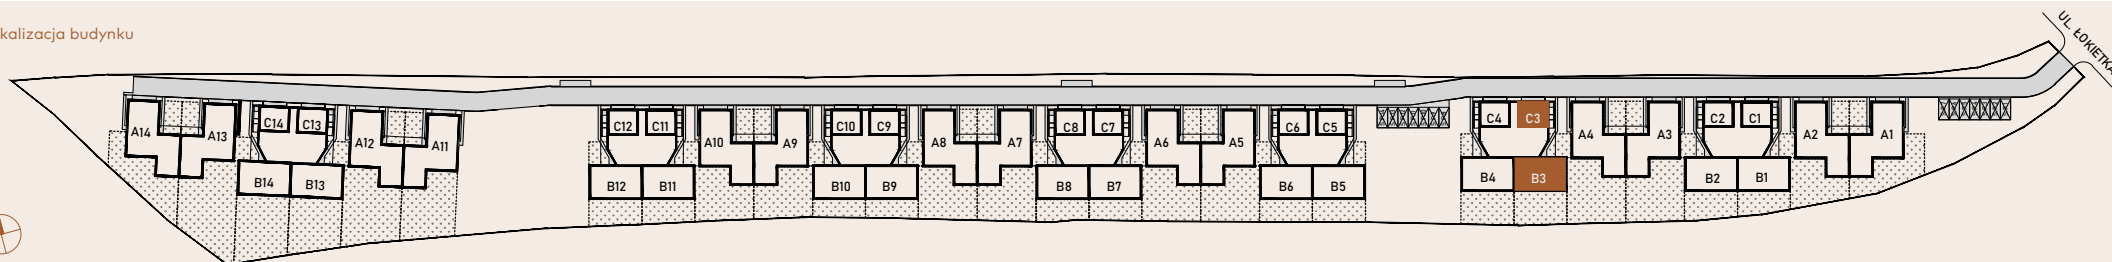 kalizacja budynku
UL. ŁOKIETKA
A14
A13
C14 C13
A12
A11
B14 B13
C12 C11
B12 B11
A10
A9
C10 C9
B10 B9
A8
A7
C8 C7
B8 B7
A6
A5
C6 C5
B6 B5
C4 C3
B4 B3
A4
A3
C2 C1
B2 B1
A2
A1